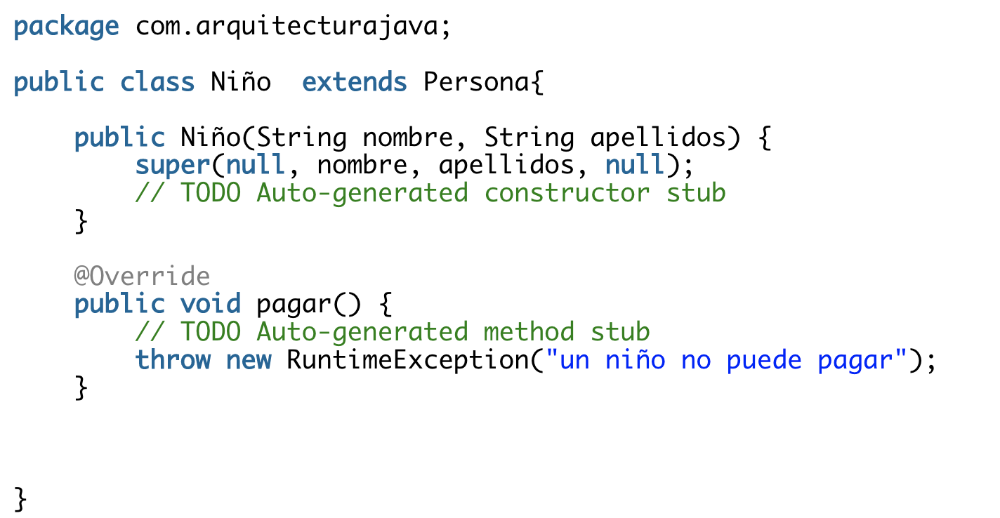 package com.arquitecturajava;
public class Niño  extends Persona{
public Niño(String nombre, String apellidos) {
super(null, nombre, apellidos, null);
// TODO Auto-generated constructor stub
}
@Override
public void pagar() {
// TODO Auto-generated method stub
throw new RuntimeException("un niño no puede pagar");
}
}